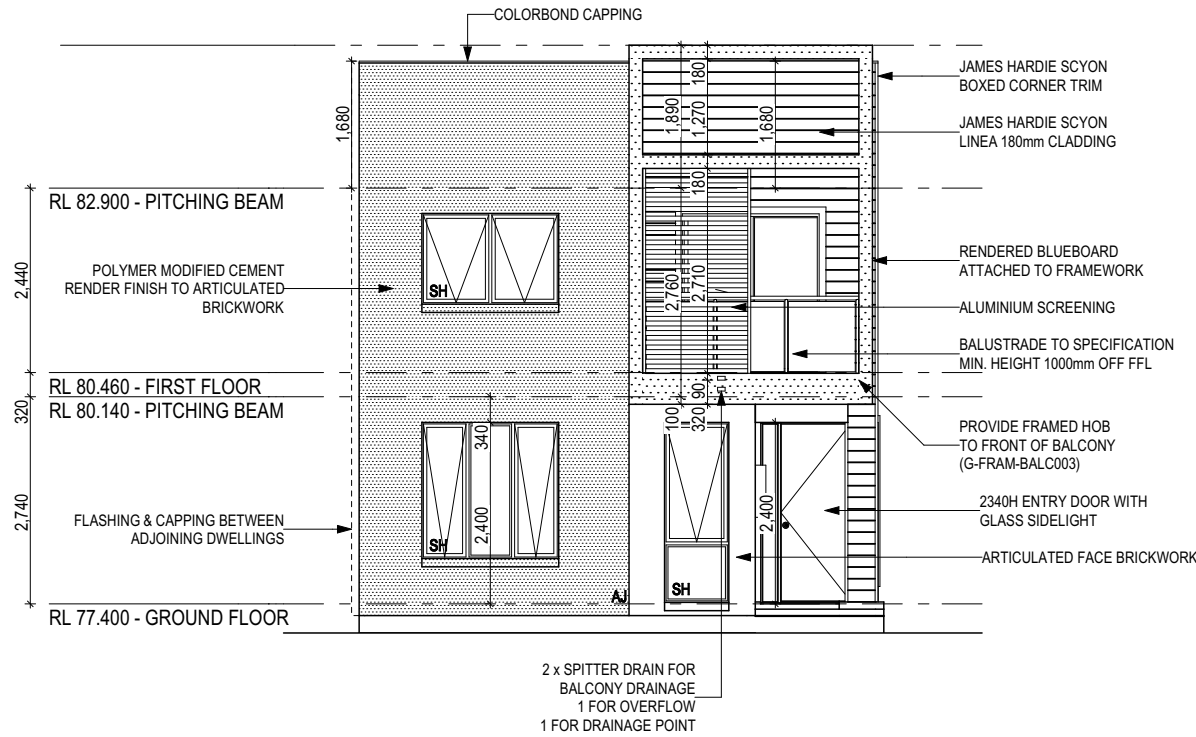 COLORBOND CAPPING
JAMES HARDIE SCYON
BOXED CORNER TRIM
JAMES HARDIE SCYON
LINEA 180mm CLADDING
1,680
1,890
180
1,270
1,680
180
RL 82.900 - PITCHING BEAM
2,440
POLYMER MODIFIED CEMENT
RENDER FINISH TO ARTICULATED
BRICKWORK
SH
2,760
2,710
RENDERED BLUEBOARD
ATTACHED TO FRAMEWORK
ALUMINIUM SCREENING
BALUSTRADE TO SPECIFICATION
MIN. HEIGHT 1000mm OFF FFL
RL 80.460 - FIRST FLOOR
320
RL 80.140 - PITCHING BEAM
90
100
320
PROVIDE FRAMED HOB
TO FRONT OF BALCONY
(G-FRAM-BALC003)
2,740
340
2,400
SH
FLASHING & CAPPING BETWEEN
ADJOINING DWELLINGS
2,400
2340H ENTRY DOOR WITH
GLASS SIDELIGHT
ARTICULATED FACE BRICKWORK
SH
AJ
RL 77.400 - GROUND FLOOR
2 x SPITTER DRAIN FOR
BALCONY DRAINAGE
1 FOR OVERFLOW
1 FOR DRAINAGE POINT